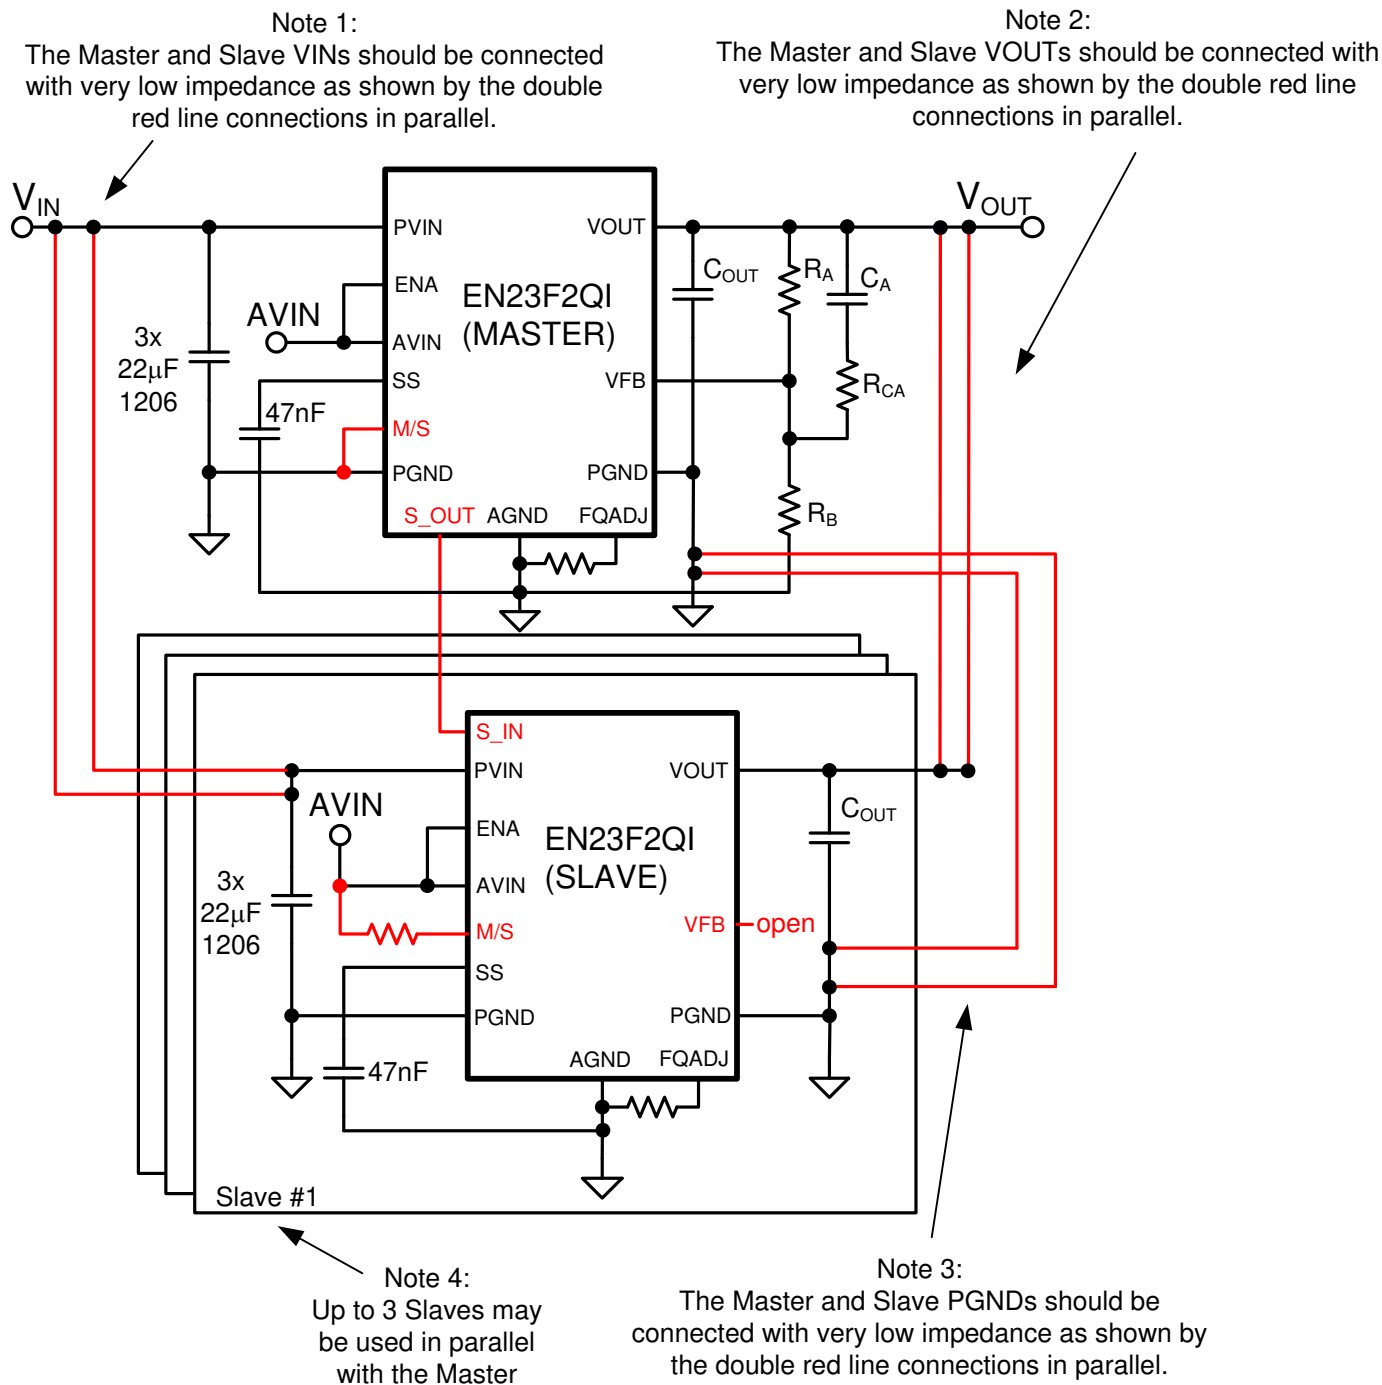 Note 1:
The Master and Slave VINs should be connected
with very low impedance as shown by the double
red line connections in parallel.
Note 2:
The Master and Slave VOUTs should be connected with
very low impedance as shown by the double red line
connections in parallel.
VIN
VOUT
PVIN
VOUT
ENA
EN23F2QI
(MASTER)
AVIN
AVIN
SS
VFB
M/S
PGND
PGND
S_OUT
AGND
FQADJ
3x
22µF
1206
47nF
COUT
RA
CA
RCA
RB
S_IN
PVIN
VOUT
AVIN
ENA
EN23F2QI
(SLAVE)
AVIN
M/S
VFB
open
SS
PGND
PGND
AGND
FQADJ
3x
22µF
1206
47nF
COUT
Slave #1
Note 4:
Up to 3 Slaves may
be used in parallel
with the Master
Note 3:
The Master and Slave PGNDs should be
connected with very low impedance as shown by
the double red line connections in parallel.